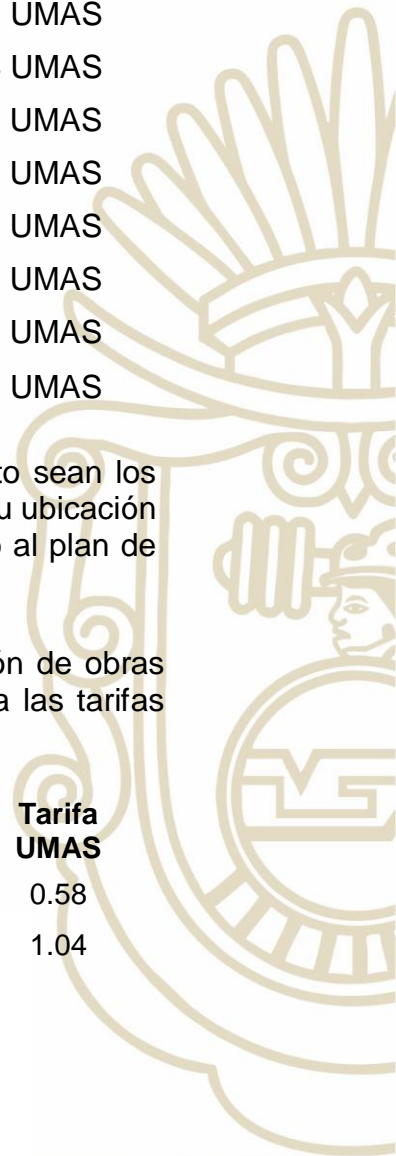 UMAS
UMAS
UMAS
UMAS
UMAS
UMAS
UMAS
UMAS
sean los
ubicación
al plan de
de obras
a las tarifas
Tarifa
UMAS
0.58
1.04